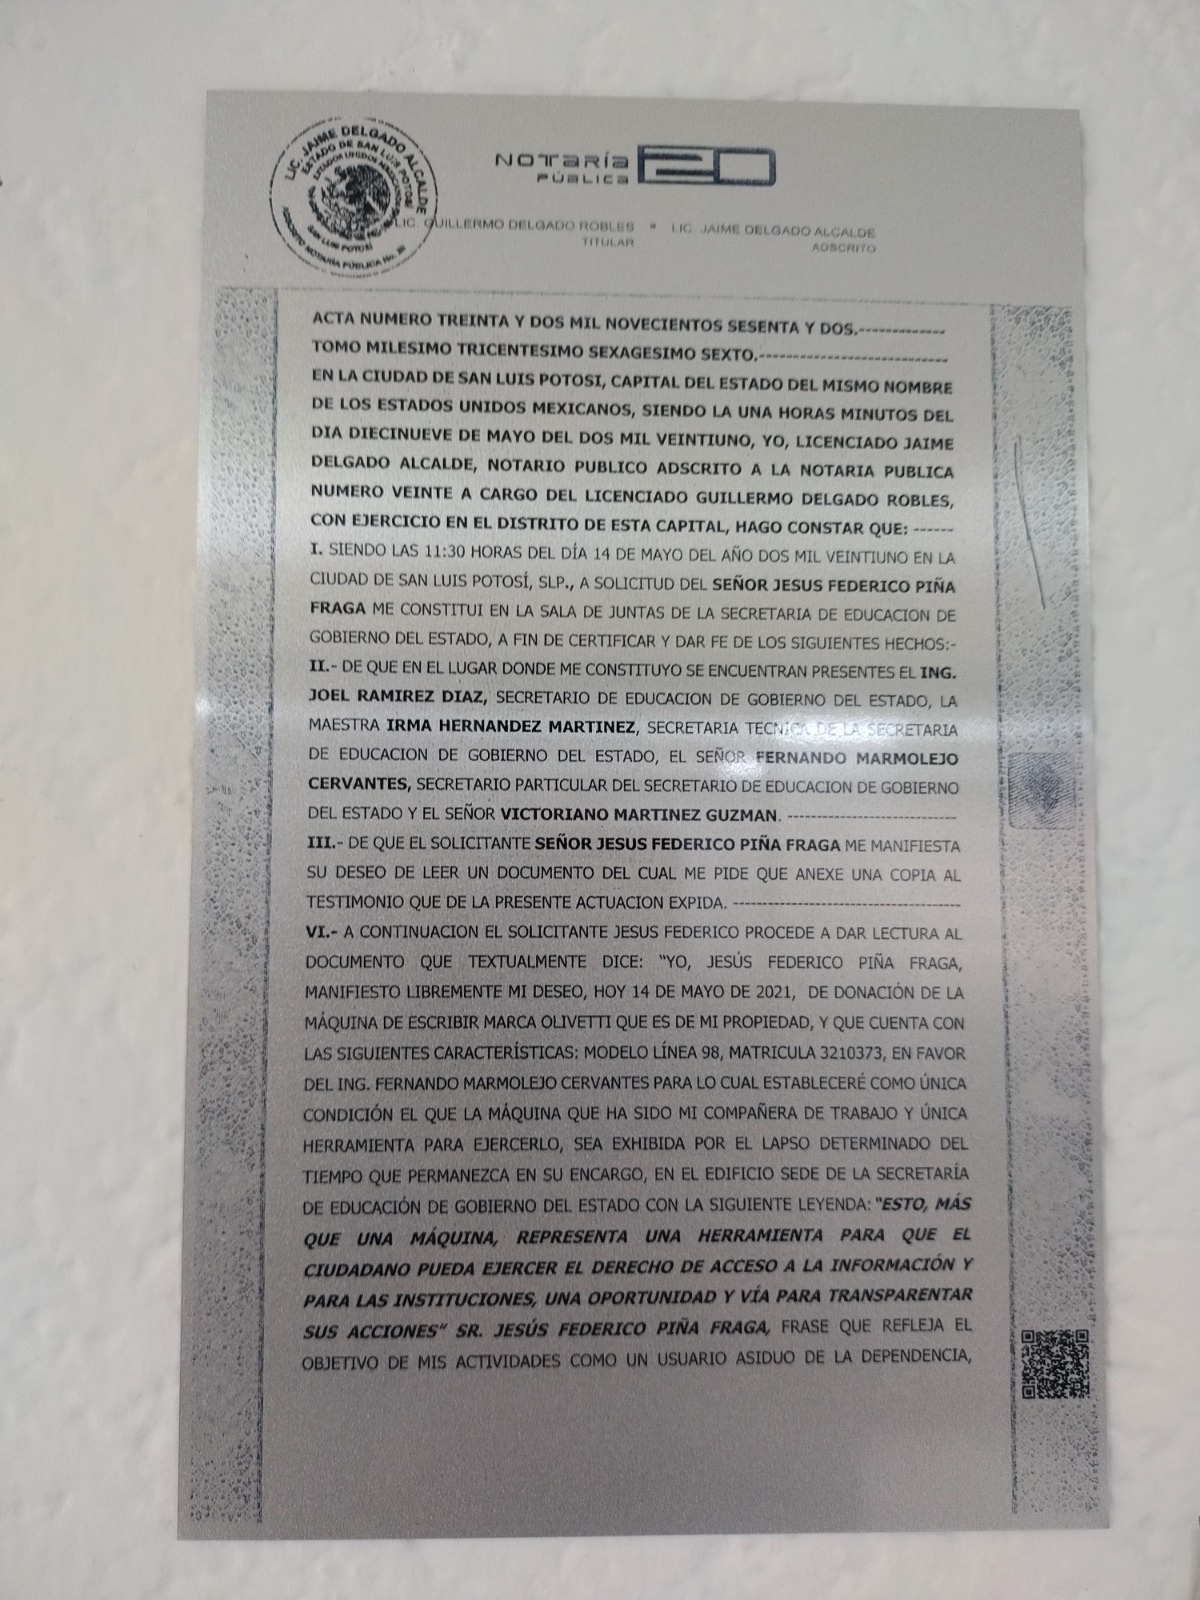 LIC. JAIME DELGADO ALCALDE
ESTADO DE SAN LUIS POTOSÍ
ESTADOS UNIDOS MEXICANOS
SAN LUIS POTOSÍ
ADSCRITO NOTARÍA PÚBLICA No. 20
NOTARÍA
PÚBLICA
20
LIC. GUILLERMO DELGADO ROBLES
TITULAR
LIC. JAIME DELGADO ALCALDE
ADSCRITO
ACTA NUMERO TREINTA Y DOS MIL NOVECIENTOS SESENTA Y DOS.-------------
TOMO MILESIMO TRICENTESIMO SEXAGESIMO SEXTO.----------------------------
EN LA CIUDAD DE SAN LUIS POTOSI, CAPITAL DEL ESTADO DEL MISMO NOMBRE
DE LOS ESTADOS UNIDOS MEXICANOS, SIENDO LA UNA HORAS MINUTOS DEL
DIA DIECINUEVE DE MAYO DEL DOS MIL VEINTIUNO, YO, LICENCIADO JAIME
DELGADO ALCALDE, NOTARIO PUBLICO ADSCRITO A LA NOTARIA PUBLICA
NUMERO VEINTE A CARGO DEL LICENCIADO GUILLERMO DELGADO ROBLES,
CON EJERCICIO EN EL DISTRITO DE ESTA CAPITAL, HAGO CONSTAR QUE: ------
I. SIENDO LAS 11:30 HORAS DEL DÍA 14 DE MAYO DEL AÑO DOS MIL VEINTIUNO EN LA
CIUDAD DE SAN LUIS POTOSÍ, SLP., A SOLICITUD DEL SEÑOR JESUS FEDERICO PIÑA
FRAGA ME CONSTITUI EN LA SALA DE JUNTAS DE LA SECRETARIA DE EDUCACION DE
GOBIERNO DEL ESTADO, A FIN DE CERTIFICAR Y DAR FE DE LOS SIGUIENTES HECHOS:-
II.- DE QUE EN EL LUGAR DONDE ME CONSTITUYO SE ENCUENTRAN PRESENTES EL ING.
JOEL RAMIREZ DIAZ, SECRETARIO DE EDUCACION DE GOBIERNO DEL ESTADO, LA
MAESTRA IRMA HERNANDEZ MARTINEZ, SECRETARIA TECNICA DE LA SECRETARIA
DE EDUCACION DE GOBIERNO DEL ESTADO, EL SEÑOR FERNANDO MARMOLEJO
CERVANTES, SECRETARIO PARTICULAR DEL SECRETARIO DE EDUCACION DE GOBIERNO
DEL ESTADO Y EL SEÑOR VICTORIANO MARTINEZ GUZMAN. ----------------------------
III.- DE QUE EL SOLICITANTE SEÑOR JESUS FEDERICO PIÑA FRAGA ME MANIFIESTA
SU DESEO DE LEER UN DOCUMENTO DEL CUAL ME PIDE QUE ANEXE UNA COPIA AL
TESTIMONIO QUE DE LA PRESENTE ACTUACION EXPIDA. -------------------------------------
VI.- A CONTINUACION EL SOLICITANTE JESUS FEDERICO PROCEDE A DAR LECTURA AL
DOCUMENTO QUE TEXTUALMENTE DICE: "YO, JESÚS FEDERICO PIÑA FRAGA,
MANIFIESTO LIBREMENTE MI DESEO, HOY 14 DE MAYO DE 2021, DE DONACIÓN DE LA
MÁQUINA DE ESCRIBIR MARCA OLIVETTI QUE ES DE MI PROPIEDAD, Y QUE CUENTA CON
LAS SIGUIENTES CARACTERÍSTICAS: MODELO LÍNEA 98, MATRICULA 3210373, EN FAVOR
DEL ING. FERNANDO MARMOLEJO CERVANTES PARA LO CUAL ESTABLECERÉ COMO ÚNICA
CONDICIÓN EL QUE LA MÁQUINA QUE HA SIDO MI COMPAÑERA DE TRABAJO Y ÚNICA
HERRAMIENTA PARA EJERCERLO, SEA EXHIBIDA POR EL LAPSO DETERMINADO DEL
TIEMPO QUE PERMANEZCA EN SU ENCARGO, EN EL EDIFICIO SEDE DE LA SECRETARÍA
DE EDUCACIÓN DE GOBIERNO DEL ESTADO CON LA SIGUIENTE LEYENDA: "ESTO, MÁS
QUE UNA MÁQUINA, REPRESENTA UNA HERRAMIENTA PARA QUE EL
CIUDADANO PUEDA EJERCER EL DERECHO DE ACCESO A LA INFORMACIÓN Y
PARA LAS INSTITUCIONES, UNA OPORTUNIDAD Y VÍA PARA TRANSPARENTAR
SUS ACCIONES" SR. JESÚS FEDERICO PIÑA FRAGA, FRASE QUE REFLEJA EL
OBJETIVO DE MIS ACTIVIDADES COMO UN USUARIO ASIDUO DE LA DEPENDENCIA,